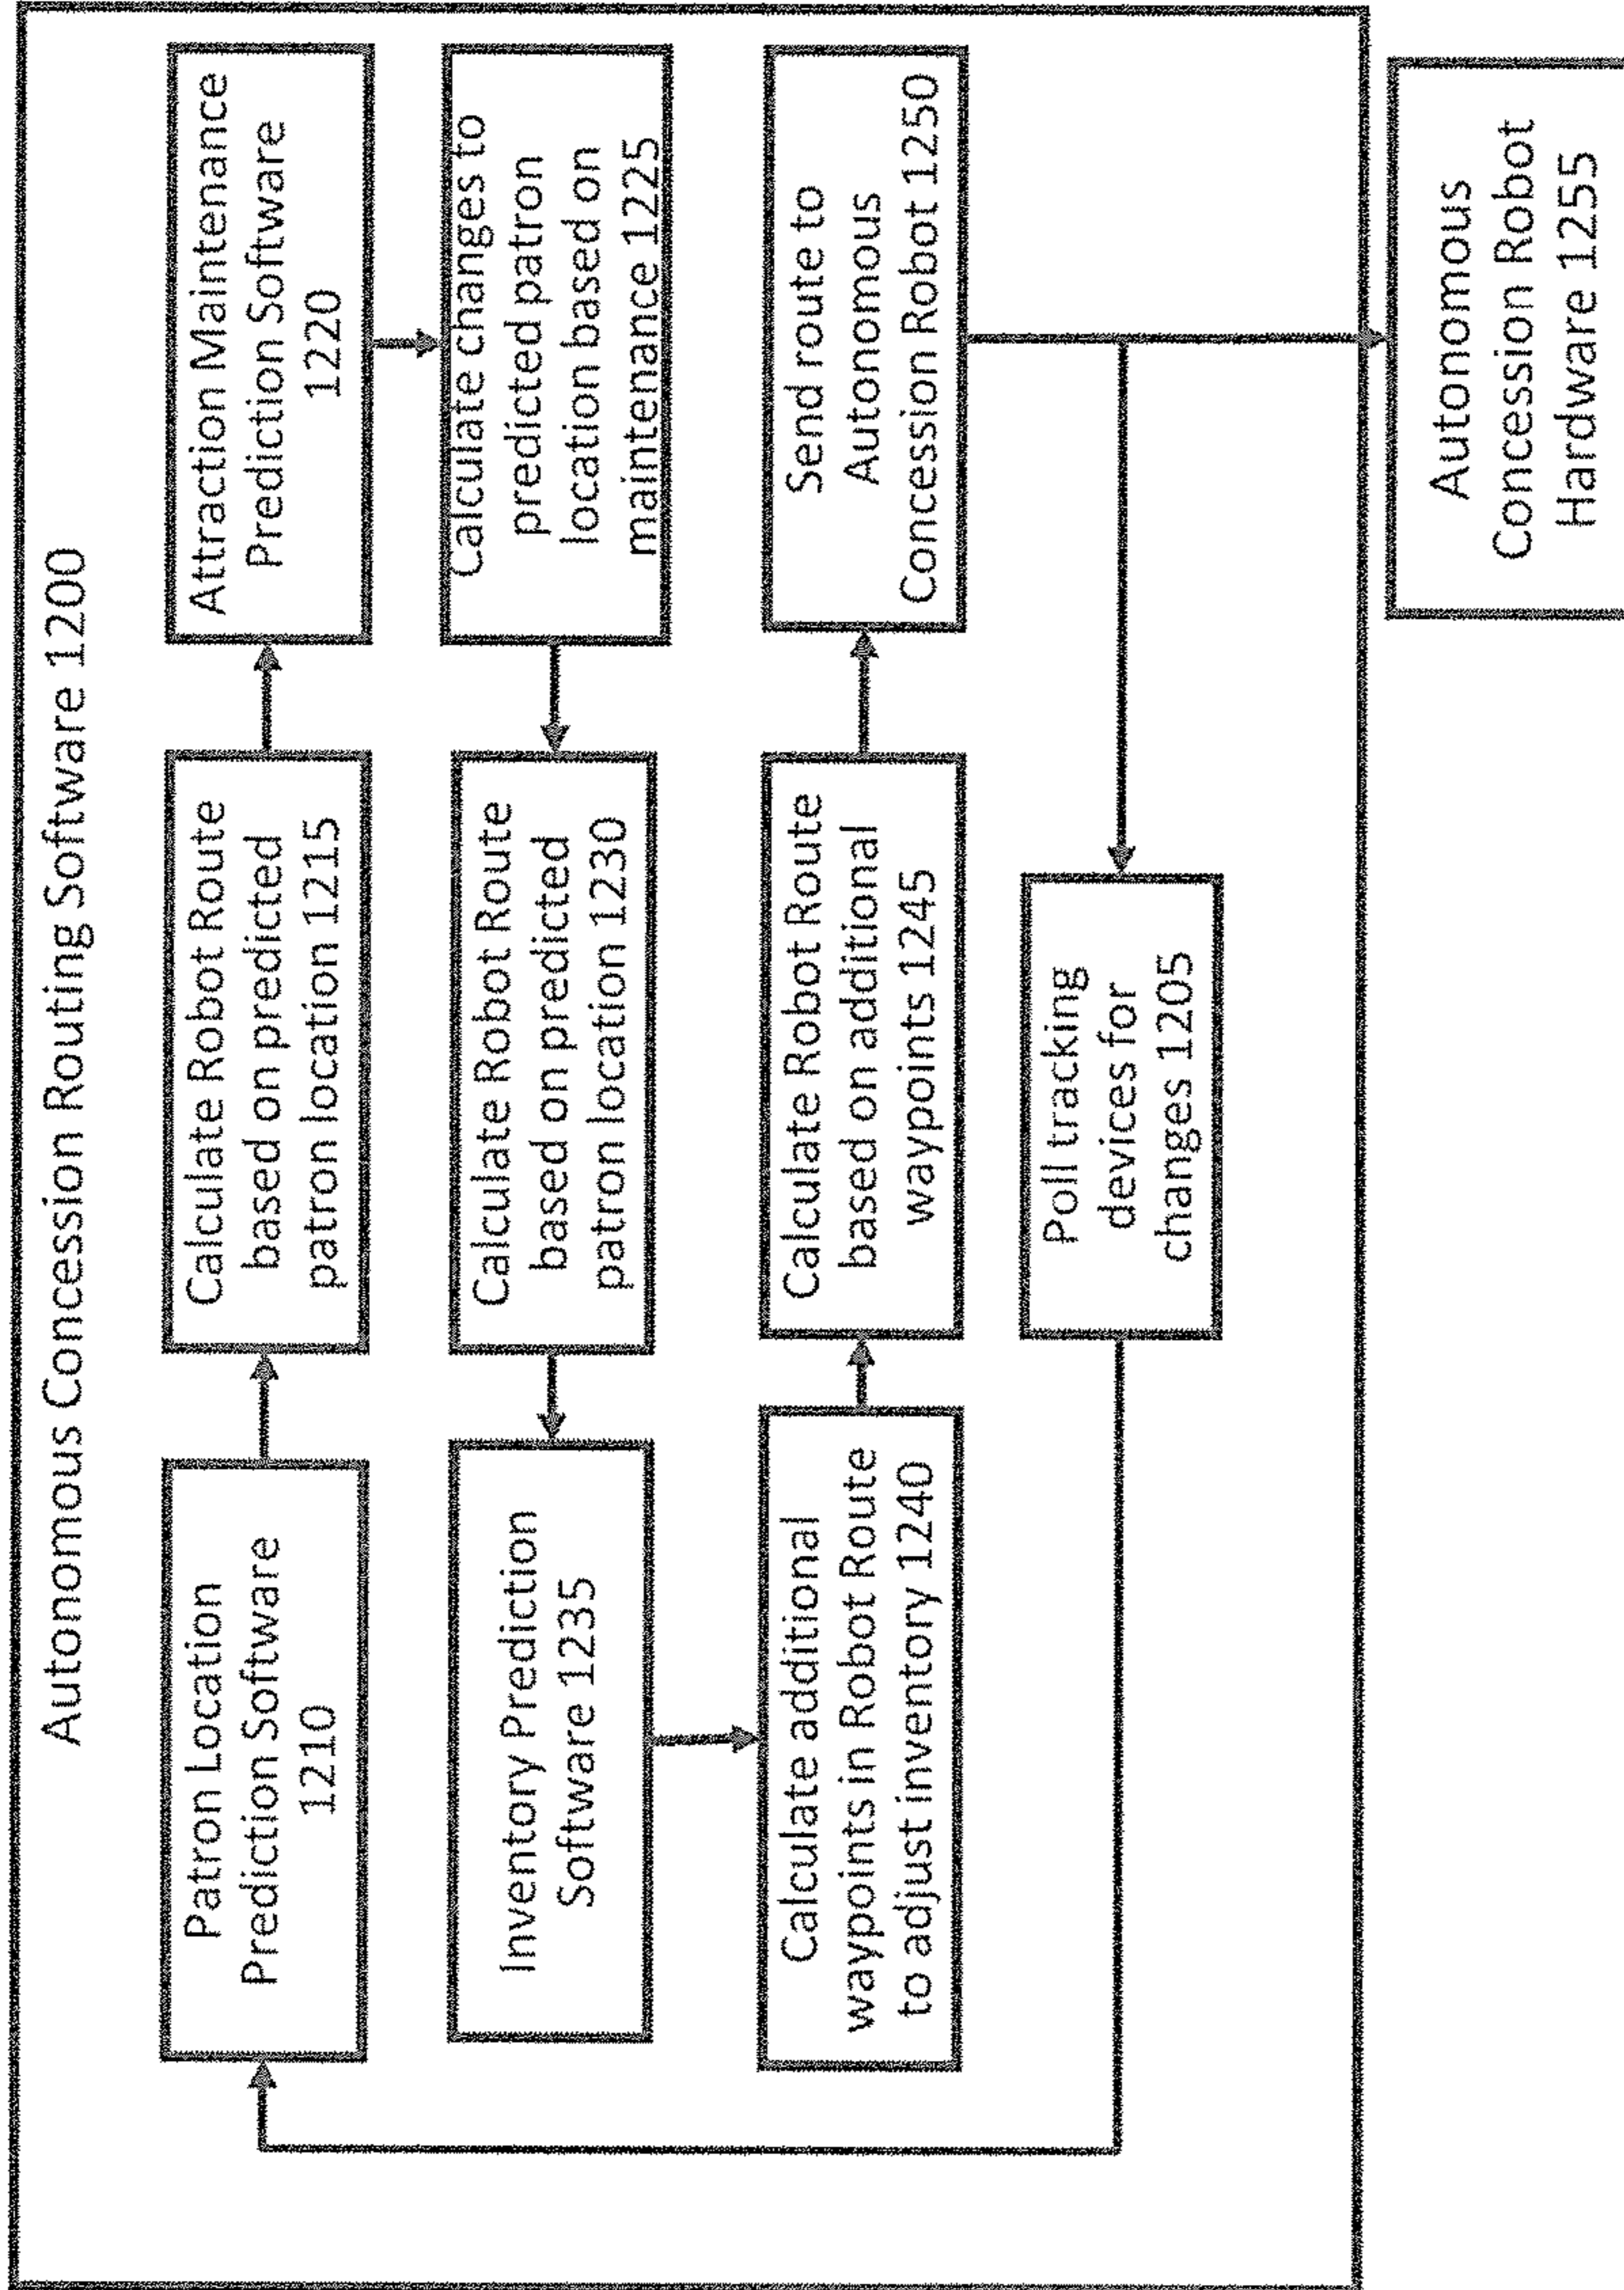 Autonomous Concession Routing Software 1200
Patron Location
Prediction Software
1210
Calculate Robot Route
based on predicted
patron location 1215
Attraction Maintenance
Prediction Software
1220
Calculate changes to
predicted patron
location based on
maintenance 1225
Calculate Robot Route
based on predicted
patron location 1230
Inventory Prediction
Software 1235
Calculate additional
waypoints in Robot Route
to adjust inventory 1240
Calculate Robot Route
based on additional
waypoints 1245
Send route to
Autonomous
Concession Robot 1250
Poll tracking
devices for
changes 1205
Autonomous
Concession Robot
Hardware 1255